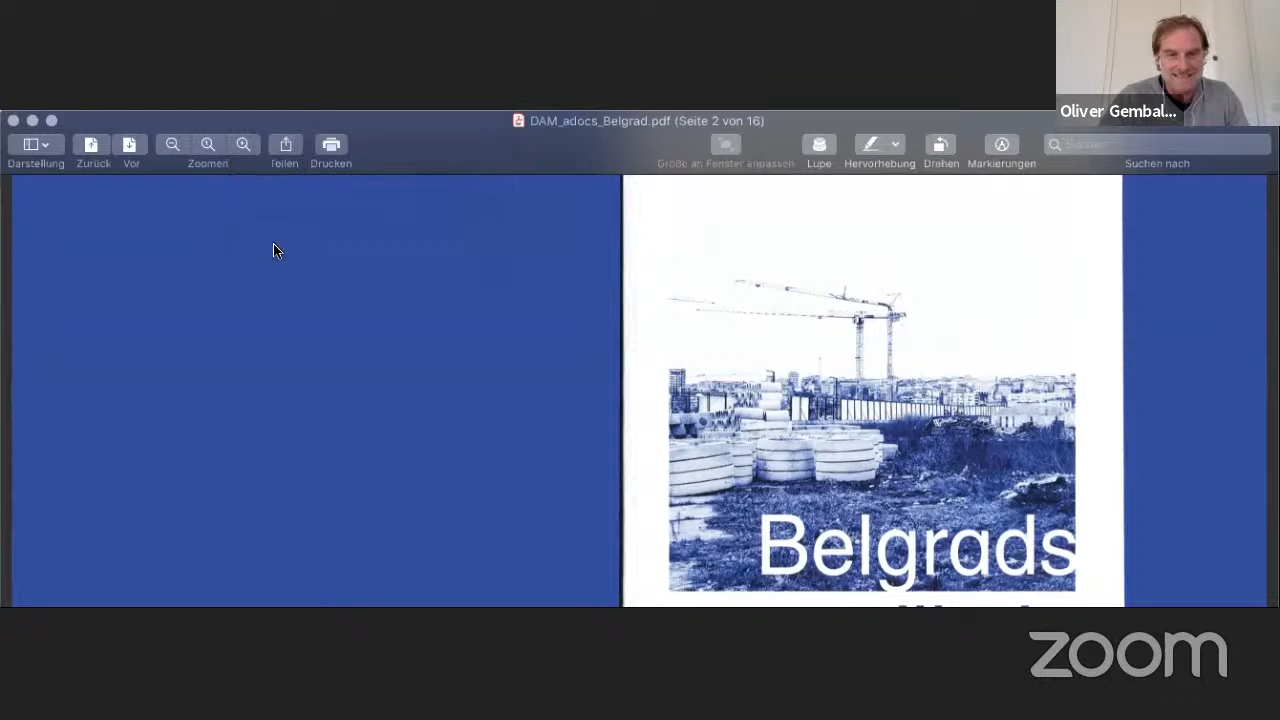 Oliver Gembal...
DAM_adocs_Belgrad.pdf (Seite 2 von 16)
Darstellung Zurück Vor Zoomen Teilen Drucken Größe an Fenster anpassen Lupe Hervorhebung Drehen Markierungen Suchen nach
Suchen
Belgrads
zoom